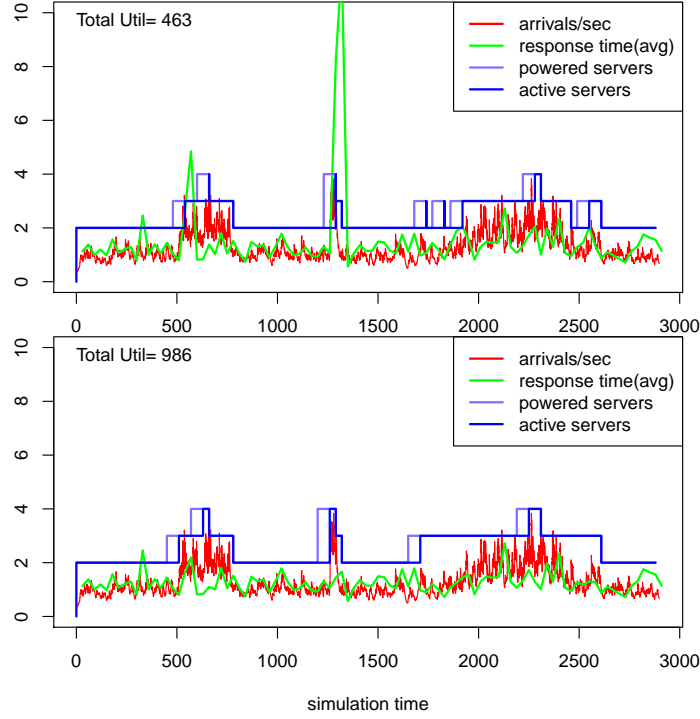 Total Util= 463
arrivals/sec
response time(avg)
powered servers
active servers
10
8
6
4
2
0
0 500 1000 1500 2000 2500 3000
Total Util= 986
arrivals/sec
response time(avg)
powered servers
active servers
10
8
6
4
2
0
0 500 1000 1500 2000 2500 3000
simulation time